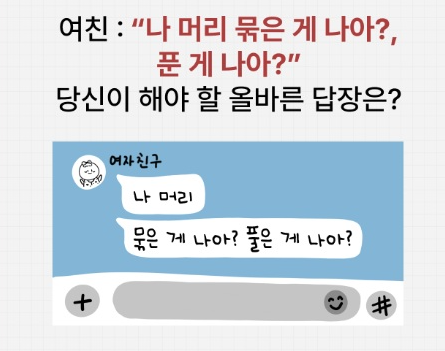 여친 : “나 머리 묶은 게 나아?,
푼 게 나아?”
당신이 해야 할 올바른 답장은?
여자친구
나 머리
묶은 게 나아? 풀은 게 나아?
+ #